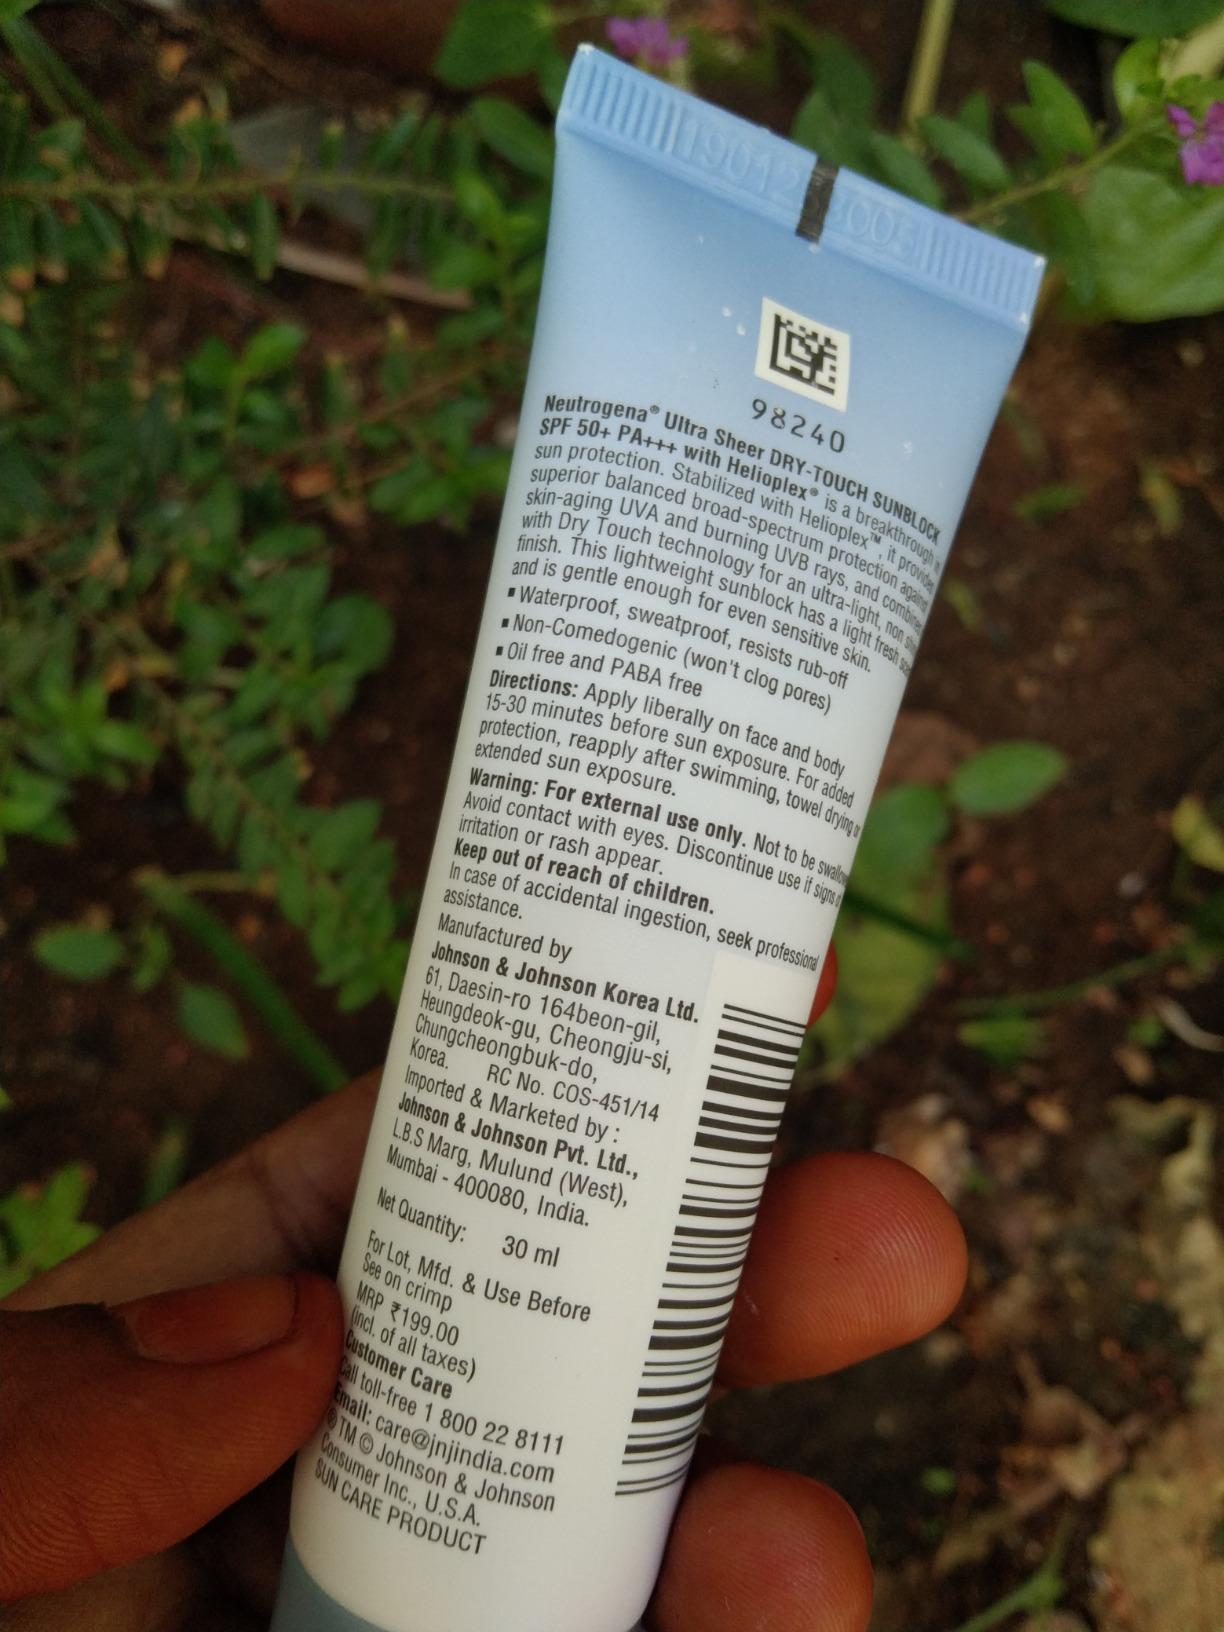 98240
Neutrogena® Ultra Sheer DRY-TOUCH SUNBLOCK
SPF 50+ PA+++ with Helioplex® is a breakthrough
sun protection. Stabilized with Helioplex™, it provides
superior balanced broad-spectrum protection against
skin-aging UVA and burning UVB rays, and combines
with Dry Touch technology for an ultra-light, non
finish. This lightweight sunblock has a light fresh
and is gentle enough for even sensitive skin.
▪ Waterproof, sweatproof, resists rub-off
▪ Non-Comedogenic (won't clog pores)
▪ Oil free and PABA free
Directions: Apply liberally on face and body
15-30 minutes before sun exposure. For added
protection, reapply after swimming, towel drying or
extended sun exposure.
Warning: For external use only. Not to be
Avoid contact with eyes. Discontinue use if signs
irritation or rash appear.
Keep out of reach of children.
In case of accidental ingestion, seek professional
assistance.
Manufactured by
Johnson & Johnson Korea Ltd.
61, Daesin-ro 164beon-gil,
Heungdeok-gu, Cheongju-si,
Chungcheongbuk-do,
Korea. RC No. COS-451/14
Imported & Marketed by :
Johnson & Johnson Pvt. Ltd.,
L.B.S Marg, Mulund (West),
Mumbai - 400080, India.
Net Quantity: 30 ml
For Lot, Mfd. & Use Before
See on crimp
MRP ₹199.00
(incl. of all taxes)
Customer Care
Call toll-free 1 800 22 8111
Email: care@jnjindia.com
® TM © Johnson & Johnson
Consumer Inc., U.S.A.
SUN CARE PRODUCT